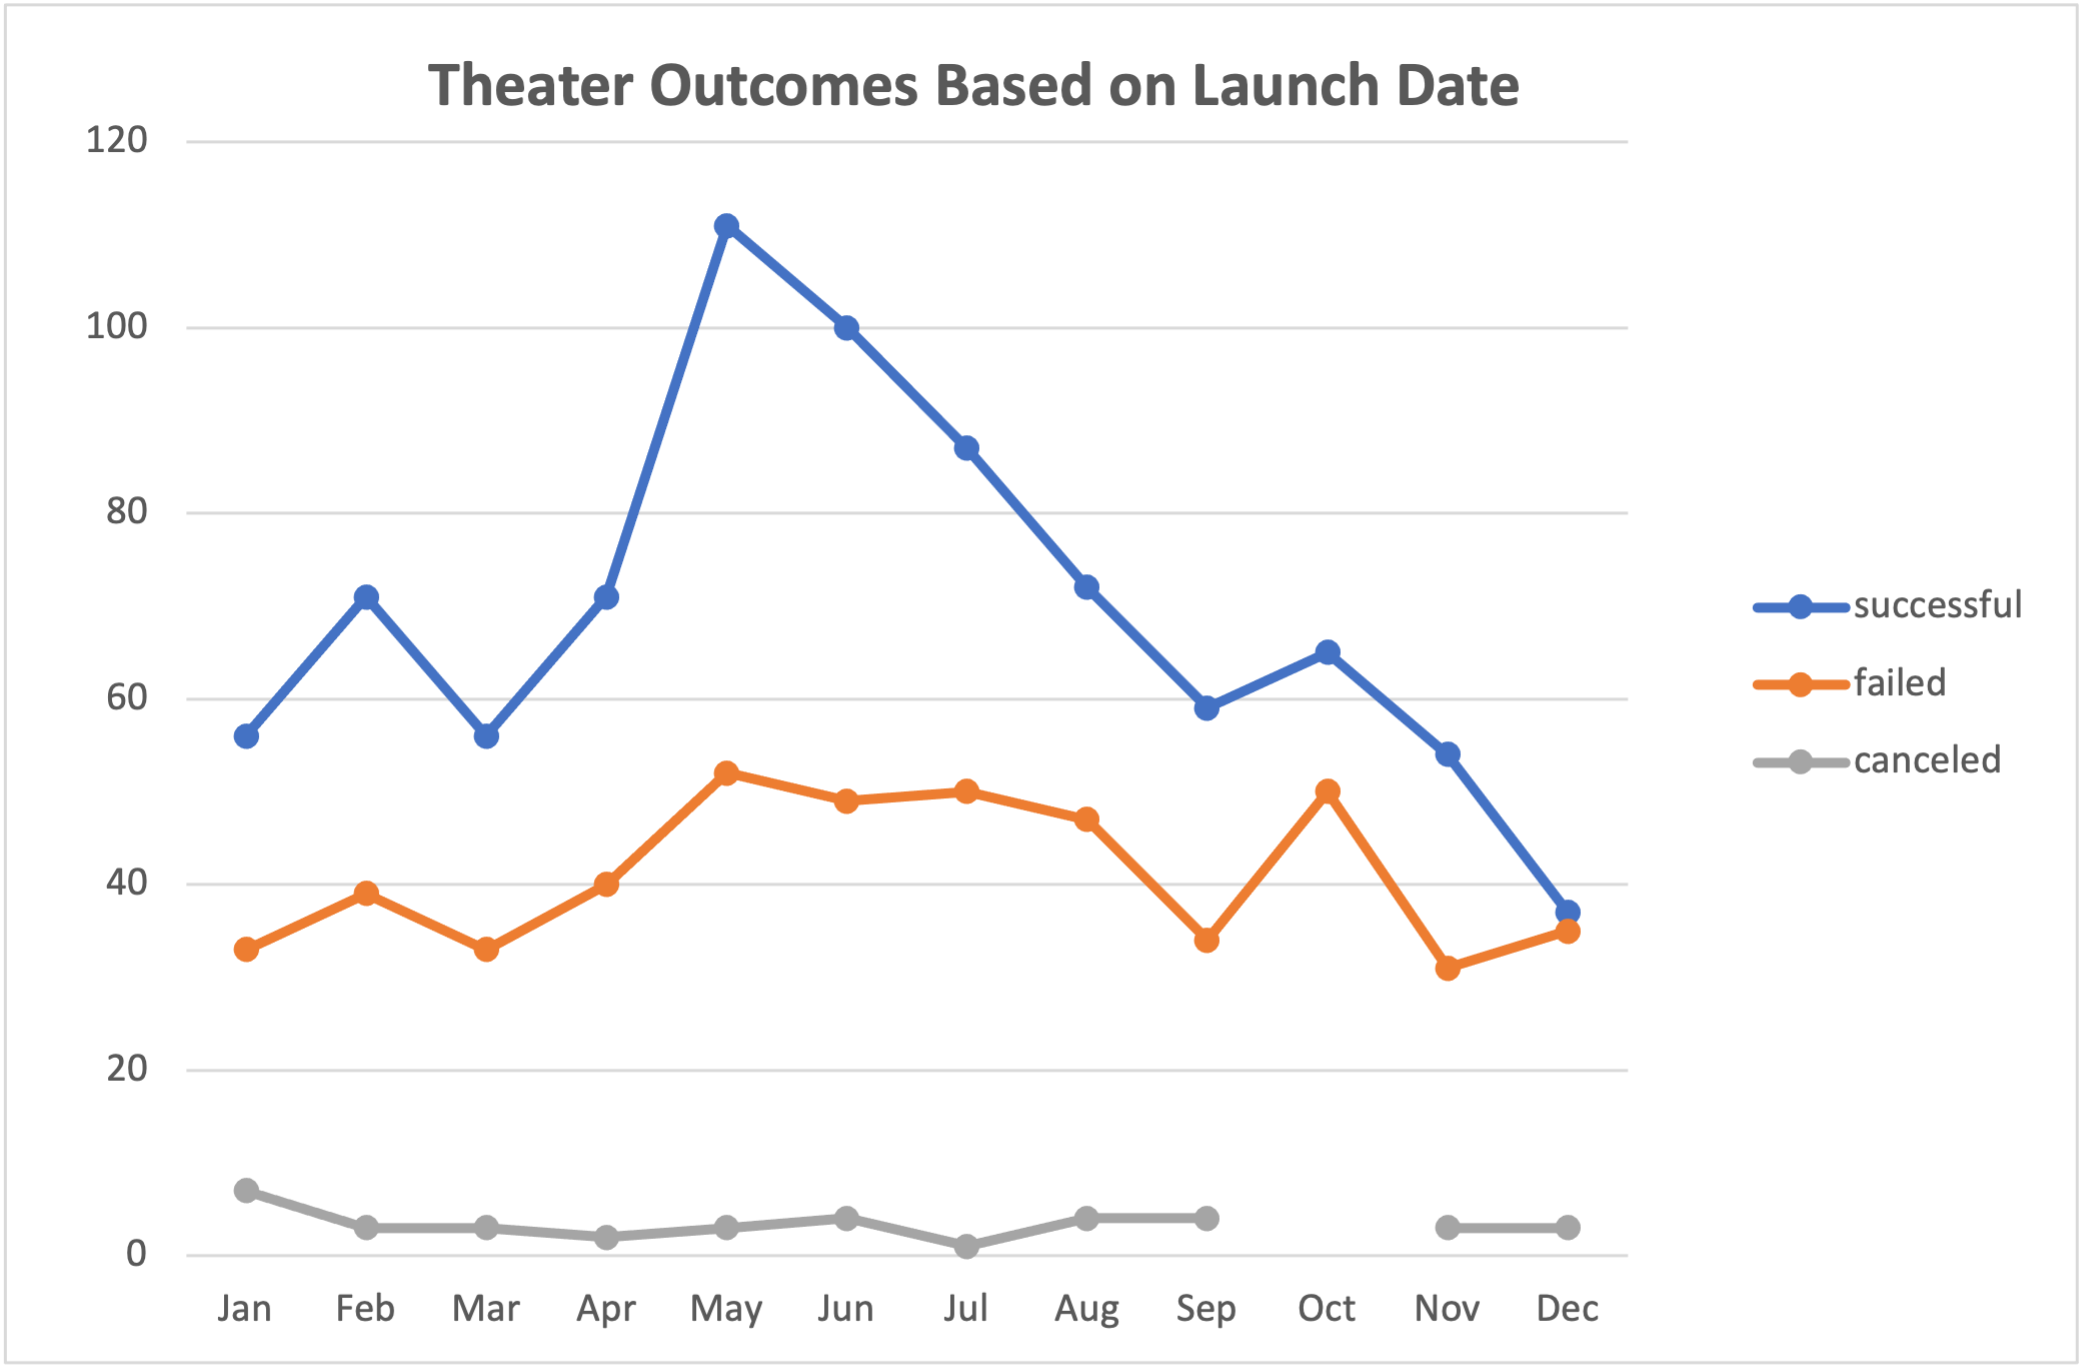 Theater Outcomes Based on Launch Date
120
100
80
60
40
20
0
Jan Feb Mar Apr May Jun Jul Aug Sep Oct Nov Dec
successful
failed
canceled